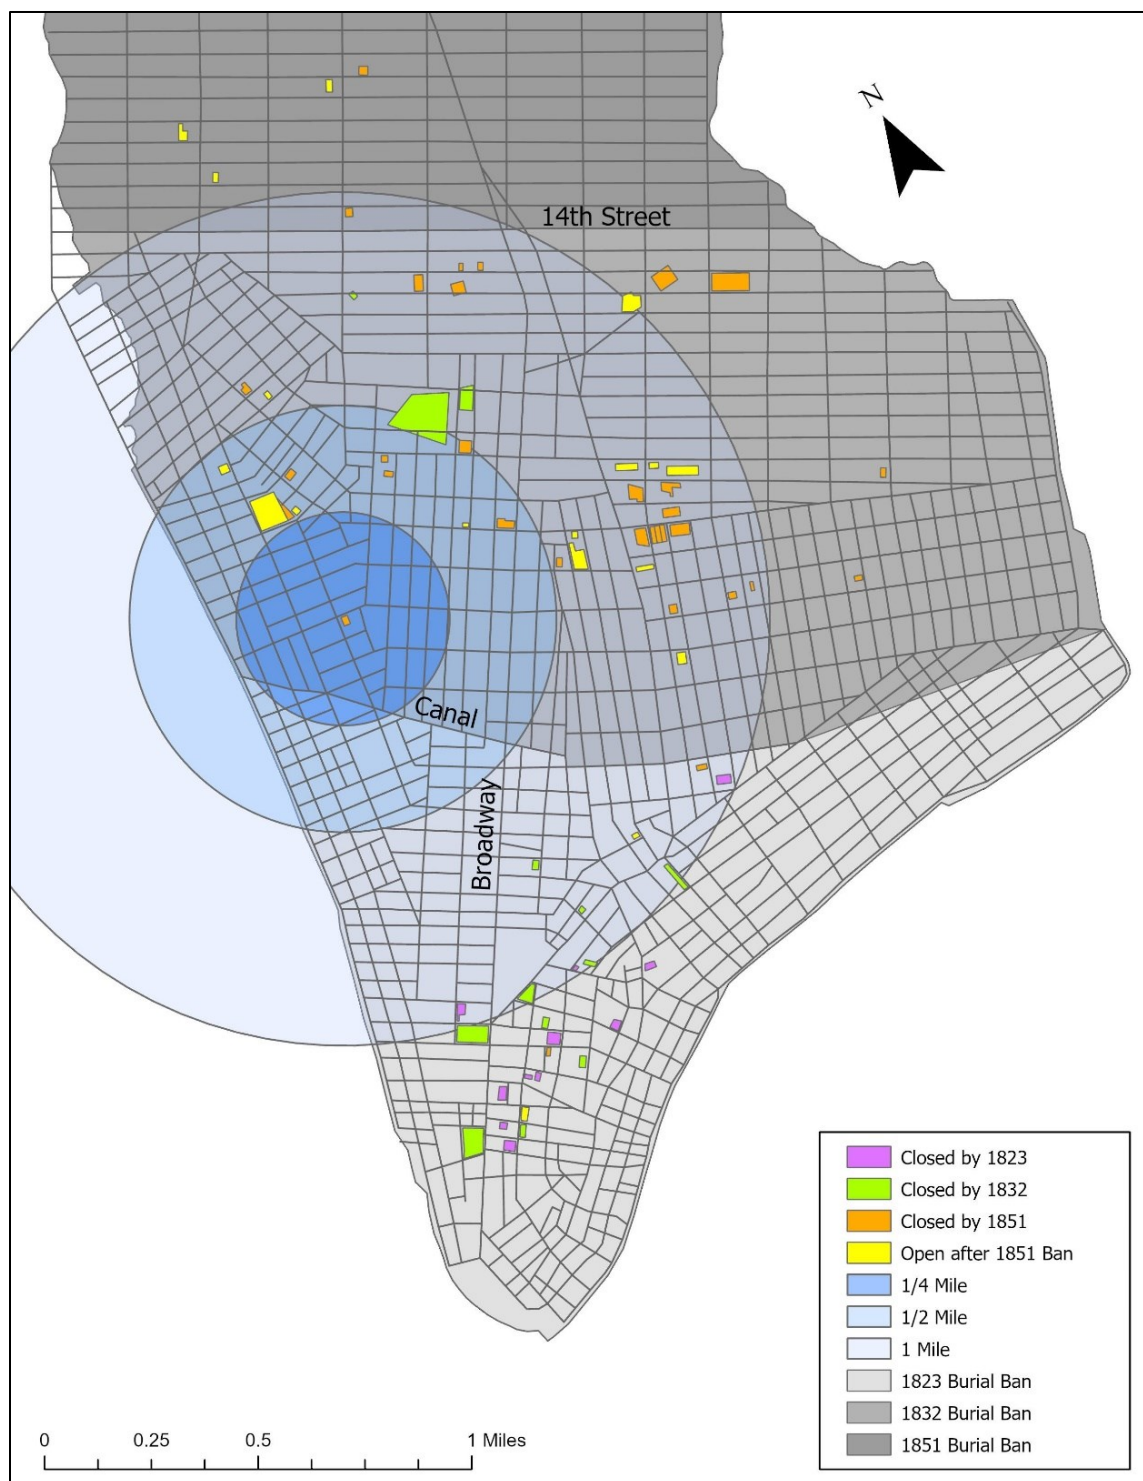 N
14th Street
Canal
Broadway
Closed by 1823
Closed by 1832
Closed by 1851
Open after 1851 Ban
1/4 Mile
1/2 Mile
1 Mile
1823 Burial Ban
1832 Burial Ban
1851 Burial Ban
0 0.25 0.5 1 Miles